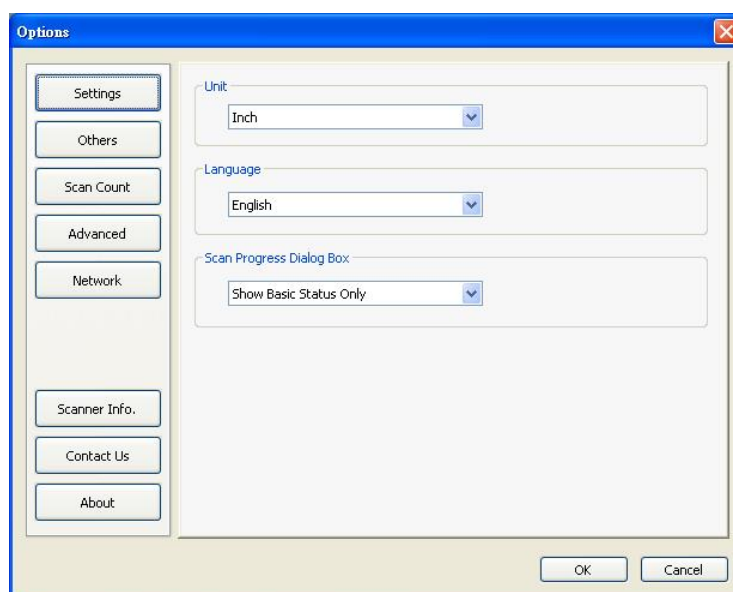 Options
Settings
Others
Scan Count
Advanced
Network
Scanner Info.
Contact Us
About
Unit
Inch
Language
English
Scan Progress Dialog Box
Show Basic Status Only
OK
Cancel